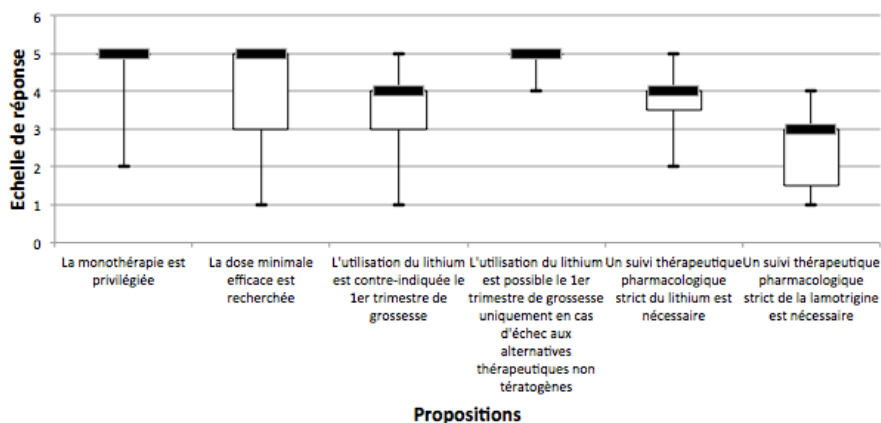 Echelle de réponse
6
5
4
3
2
1
0
La monothérapie est
privilégiée
La dose minimale
efficace est
recherchée
L'utilisation du lithium
est contre-indiquée le
1er trimestre de
grossesse
L'utilisation du lithium
est possible le 1er
trimestre de grossesse
uniquement en cas
d'échec aux
alternatives
thérapeutiques non
tératogènes
Un suivi thérapeutique
pharmacologique
strict du lithium est
nécessaire
Un suivi thérapeutique
pharmacologique
strict de la lamotrigine
est nécessaire
Propositions